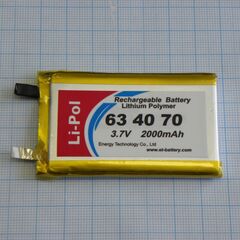 Li-Pol
Rechargeable Battery
Lithium Polymer
63 40 70
3.7V 2000mAh
Energy Technology Co., Ltd
www.et-battery.com